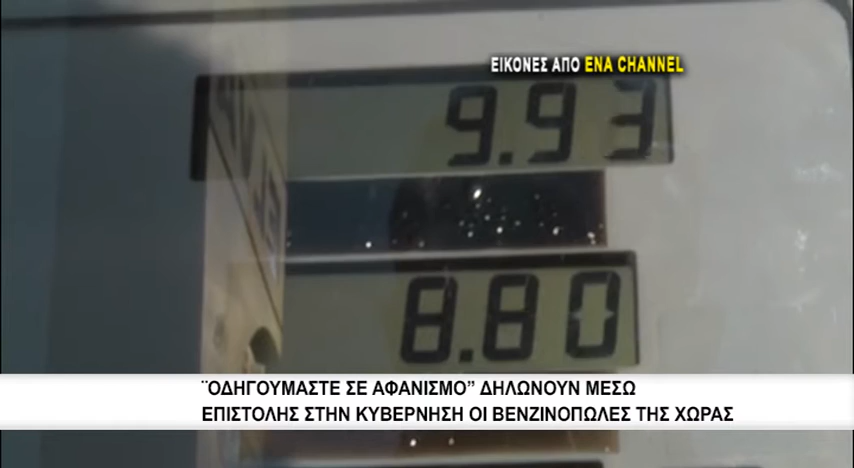 ΕΙΚΟΝΕΣ ΑΠΟ ΕΝΑ CHANNEL
9.93
8.80
¨ΟΔΗΓΟΥΜΑΣΤΕ ΣΕ ΑΦΑΝΙΣΜΟ” ΔΗΛΩΝΟΥΝ ΜΕΣΩ
ΕΠΙΣΤΟΛΗΣ ΣΤΗΝ ΚΥΒΕΡΝΗΣΗ ΟΙ ΒΕΝΖΙΝΟΠΩΛΕΣ ΤΗΣ ΧΩΡΑΣ